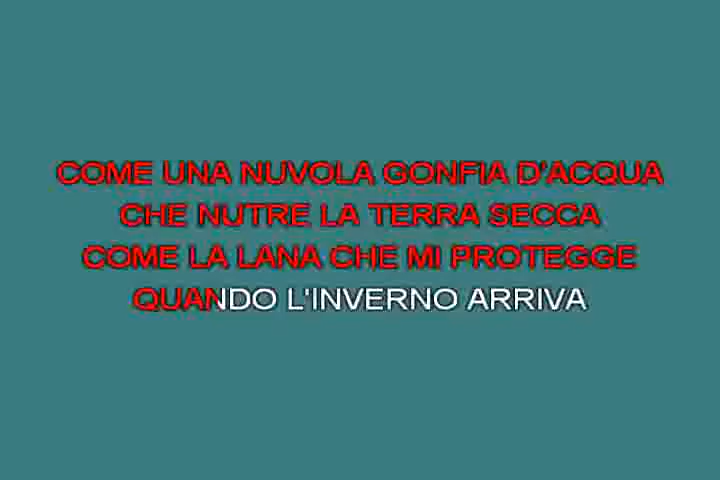 COME UNA NUVOLA GONFIA D'ACQUA
CHE NUTRE LA TERRA SECCA
COME LA LANA CHE MI PROTEGGE
QUANDO L'INVERNO ARRIVA